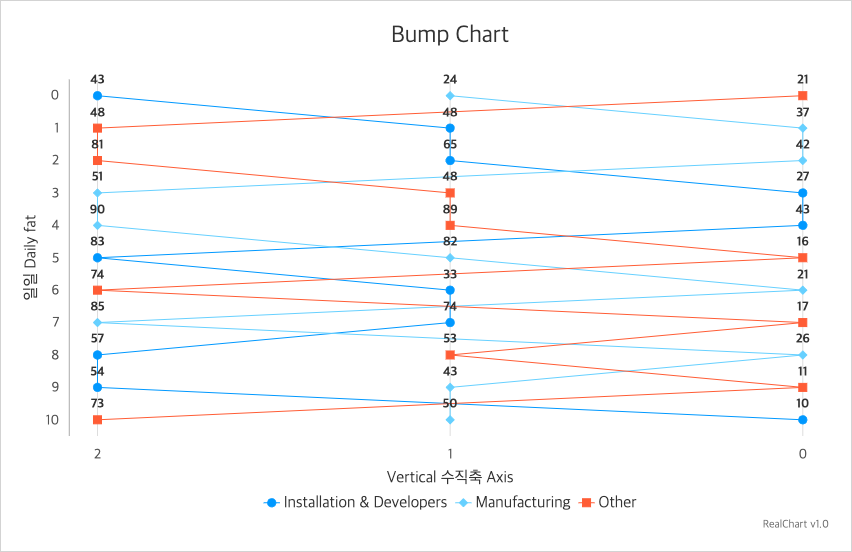 Bump Chart
43 24 21
0
48 48 37
1
81 65 42
2
51 48 27
3
90 89 43
4
83 82 16
5
74 33 21
6
85 74 17
7
57 53 26
8
54 43 11
9
73 50 10
10
일일 Daily fat
2 1 0
Vertical 수직축 Axis
Installation & Developers Manufacturing Other
RealChart v1.0